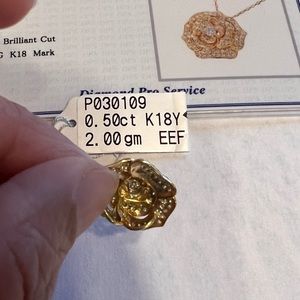 Brilliant Cut
K18 Mark
Diamond Pro Service
P030109
0.50ct K18Y
2.00gm EEF